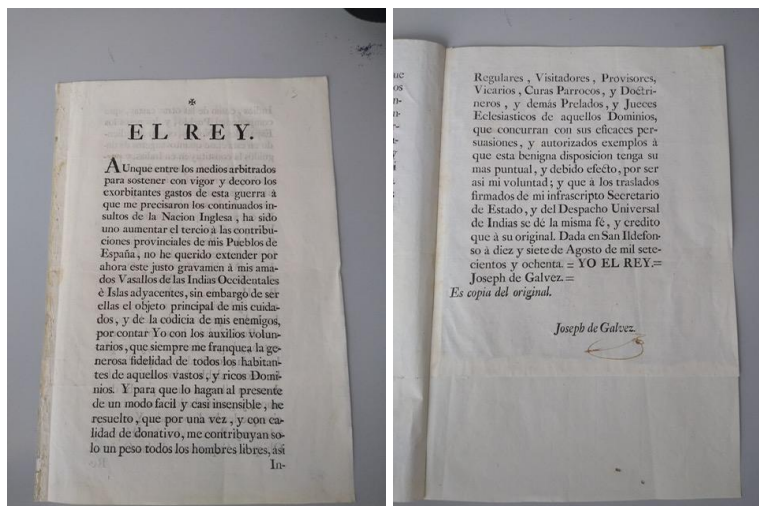 ✠
EL REY.
AUnque entre los medios arbitrados
para sostener con vigor y decoro los
exorbitantes gastos de esta guerra à
que me precisaron los continuados in-
sultos de la Nacion Inglesa, ha sido
uno aumentar el tercio à las contribu-
ciones provinciales de mis Pueblos de
España, no he querido extender por
ahora este justo gravamen à mis ama-
dos Vasallos de las Indias Occidentales
è Islas adyacentes, sin embargo de ser
ellas el objeto principal de mis cuida-
dos, y de la codicia de mis enemigos,
por contar Yo con los auxilios volun-
tarios, que siempre me franquea la ge-
nerosa fidelidad de todos los habitan-
tes de aquellos vastos, y ricos Domi-
nios. Y para que lo hagan al presente
de un modo facil y casi insensible, he
resuelto, que por una vez, y con ca-
lidad de donativo, me contribuyan so-
lo un peso todos los hombres libres, asi
In-
Regulares, Visitadores, Provisores,
Vicarios, Curas Parrocos, y Doctri-
neros, y demás Prelados, y Jueces
Eclesiasticos de aquellos Dominios,
que concurran con sus eficaces per-
suasiones, y autorizados exemplos à
que esta benigna disposicion tenga su
mas puntual, y debido efecto, por ser
asi mi voluntad; y que à los traslados
firmados de mi infrascripto Secretario
de Estado, y del Despacho Universal
de Indias se dé la misma fé, y credito
que à su original. Dada en San Ildefon-
so à diez y siete de Agosto de mil sete-
cientos y ochenta. = YO EL REY.=
Joseph de Galvez.=
Es copia del original.
Joseph de Galvez.